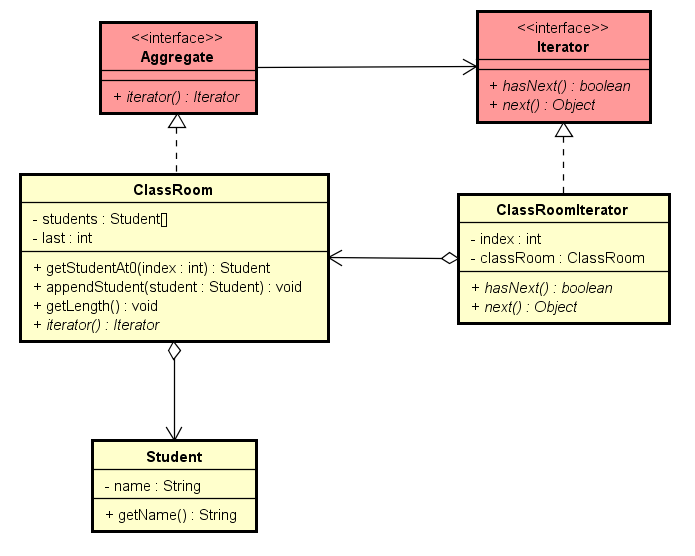 <<interface>>
Aggregate
+ iterator() : Iterator
<<interface>>
Iterator
+ hasNext() : boolean
+ next() : Object
ClassRoom
- students : Student[]
- last : int
+ getStudentAt0(index : int) : Student
+ appendStudent(student : Student) : void
+ getLength() : void
+ iterator() : Iterator
ClassRoomIterator
- index : int
- classRoom : ClassRoom
+ hasNext() : boolean
+ next() : Object
Student
- name : String
+ getName() : String